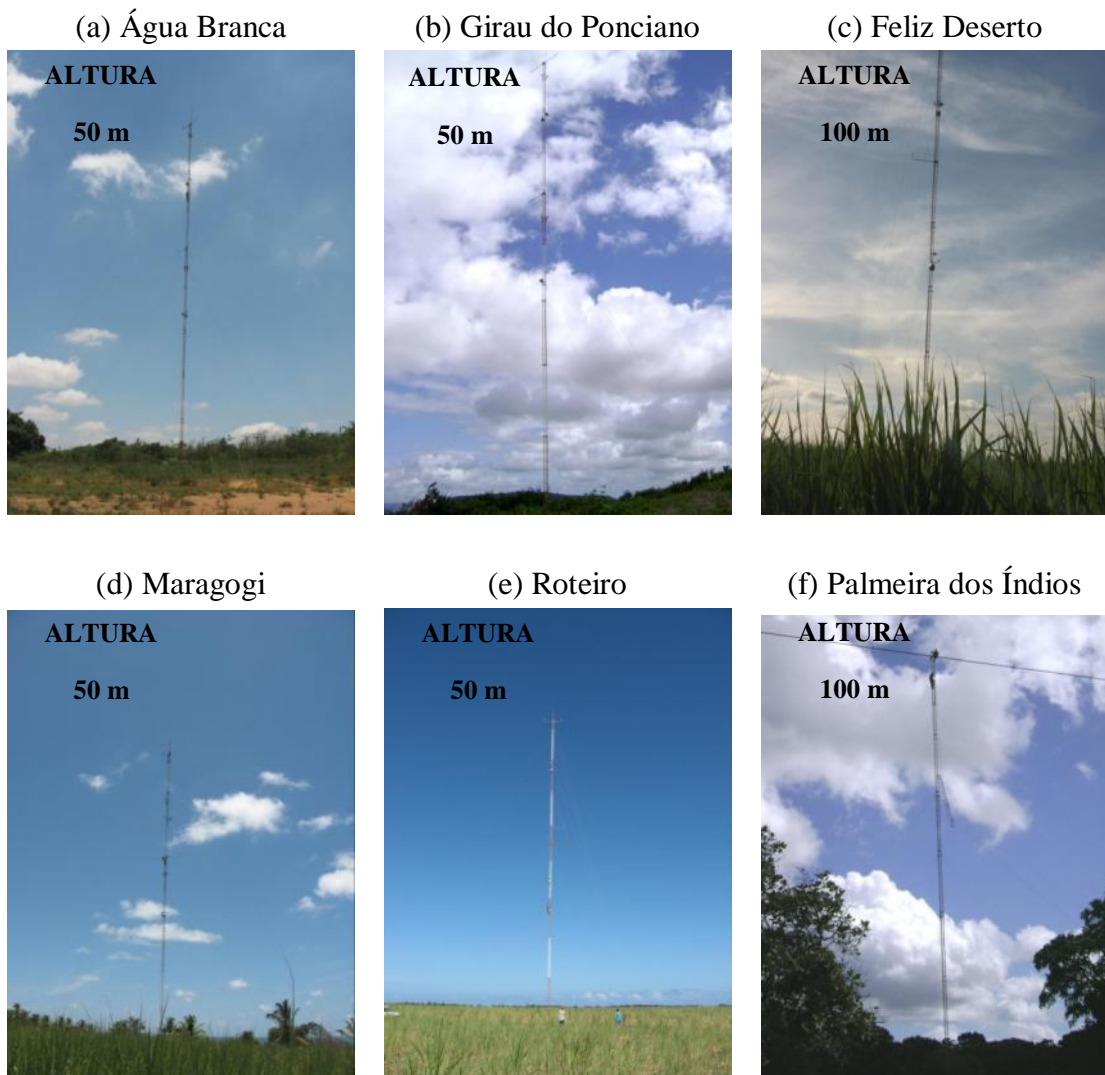 (a) Água Branca
(b) Girau do Ponciano
(c) Feliz Deserto
ALTURA
50 m
ALTURA
50 m
ALTURA
100 m
(d) Maragogi
(e) Roteiro
(f) Palmeira dos Índios
ALTURA
50 m
ALTURA
50 m
ALTURA
100 m